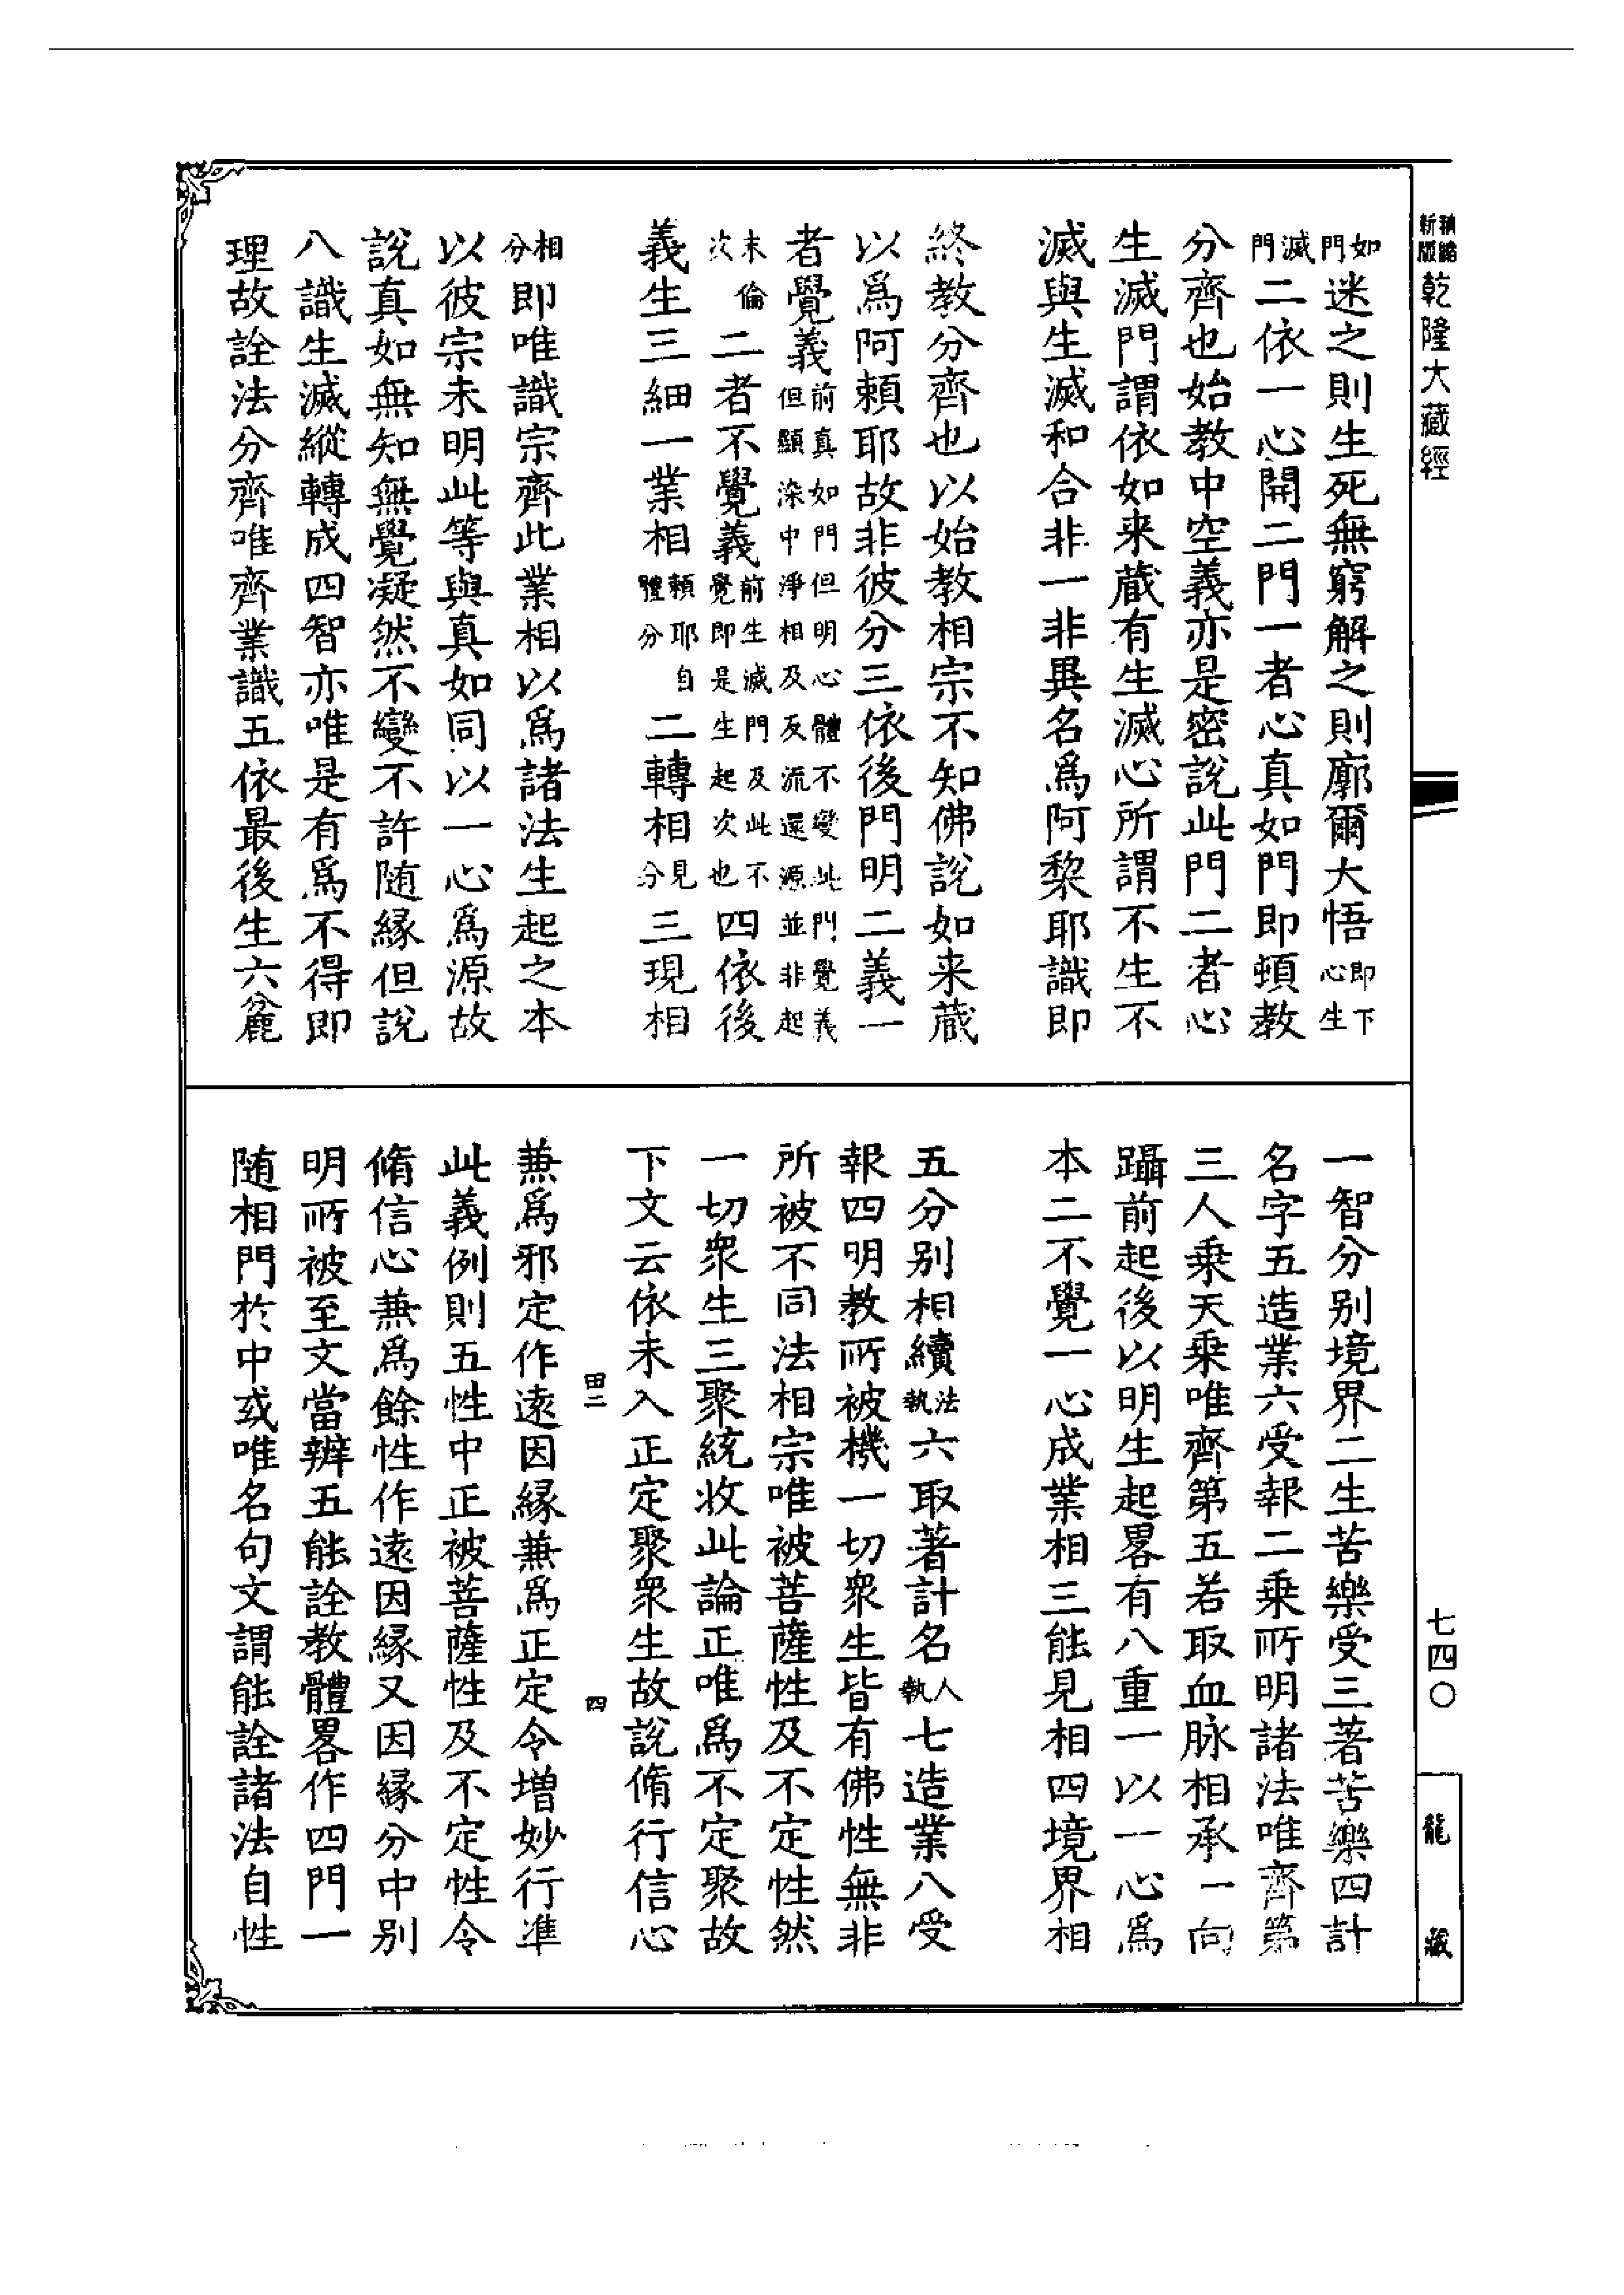 精縮新版乾隆大藏經
七四〇
龍藏
如門迷之則生死無窮解之則廓爾大悟即下心生
滅門二依一心開二門一者心真如門即頓教
分齊也始教中空義亦是密説此門二者心
生滅門謂依如来蔵有生滅心所謂不生不
滅與生滅和合非一非異名爲阿黎耶識即
終教分齊也以始教相宗不知佛説如来蔵
以爲阿頼耶故非彼分三依後門明二義一
者覺義前真如門但明心體不變此門覺義但顯染中淨相及反流還源並非起
末倫次二者不覺義前生滅門及此不覺即是生起次也四依後
義生三細一業相頼耶自體分二轉相見分三現相
相分即唯識宗齊此業相以爲諸法生起之本
以彼宗未明此等與真如同以一心爲源故
説真如無知無覺凝然不變不許随縁但説
八識生滅縱轉成四智亦唯是有爲不得即
理故詮法分齊唯齊業識五依最後生六麄
一智分别境界二生苦樂受三著苦樂四計
名字五造業六受報二乘所明諸法唯齊第
三人乘天乘唯齊第五若取血脉相承一向
躡前起後以明生起畧有八重一以一心爲
本二不覺一心成業相三能見相四境界相
五分别相續法執六取著計名人執七造業八受
報四明教所被機一切衆生皆有佛性無非
所被不同法相宗唯被菩薩性及不定性然
一切衆生三聚統收此論正唯爲不定聚故
下文云依未入正定聚衆生故説脩行信心
田二 四
兼爲邪定作遠因縁兼爲正定令增妙行准
此義例則五性中正被菩薩性及不定性令
脩信心兼爲餘性作遠因縁又因縁分中别
明所被至文當辨五能詮教體畧作四門一
随相門於中或唯名句文謂能詮諸法自性